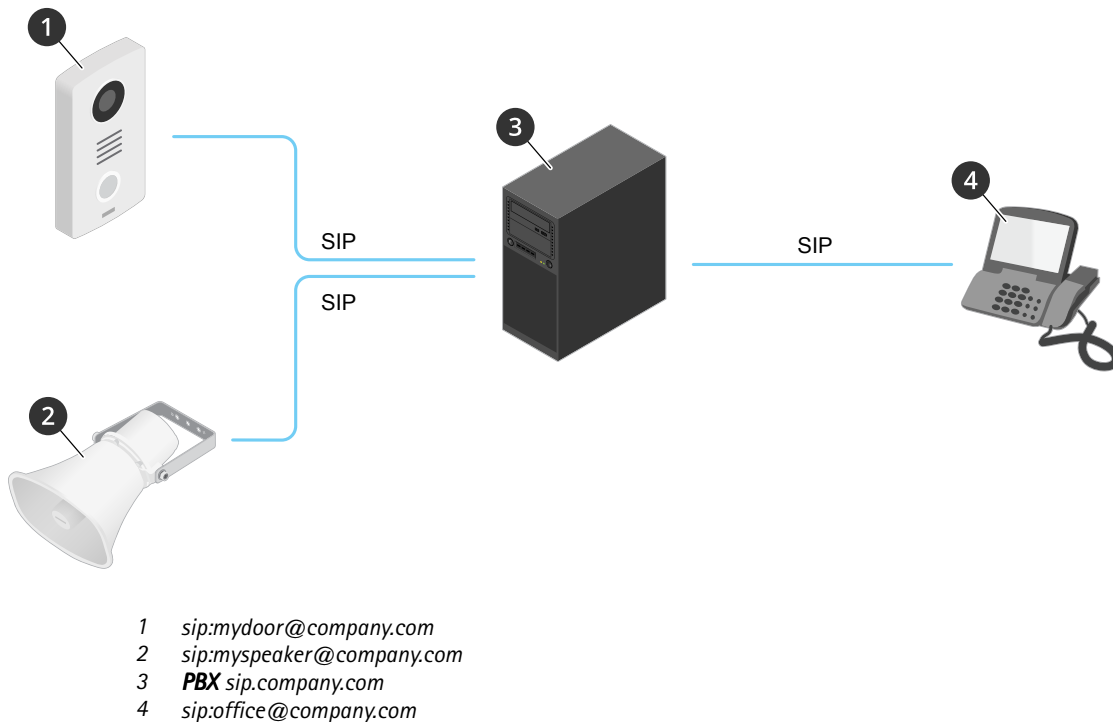 1
3
4
SIP
SIP
SIP
2
1 sip:mydoor@company.com
2 sip:myspeaker@company.com
3 PBX sip.company.com
4 sip:office@company.com